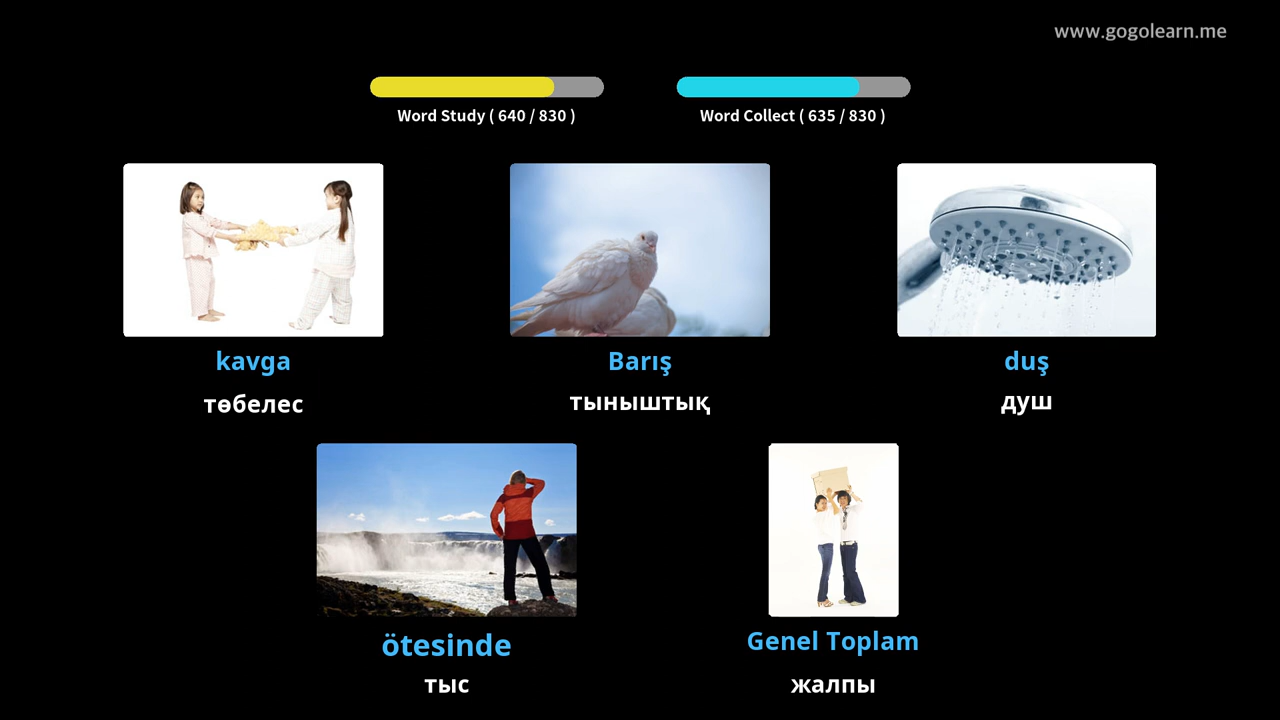 www.gogolearn.me
Word Study ( 640 / 830 )
Word Collect ( 635 / 830 )
kavga
төбелес
Barış
тыныштық
duş
душ
ötesinde
тыс
Genel Toplam
жалпы